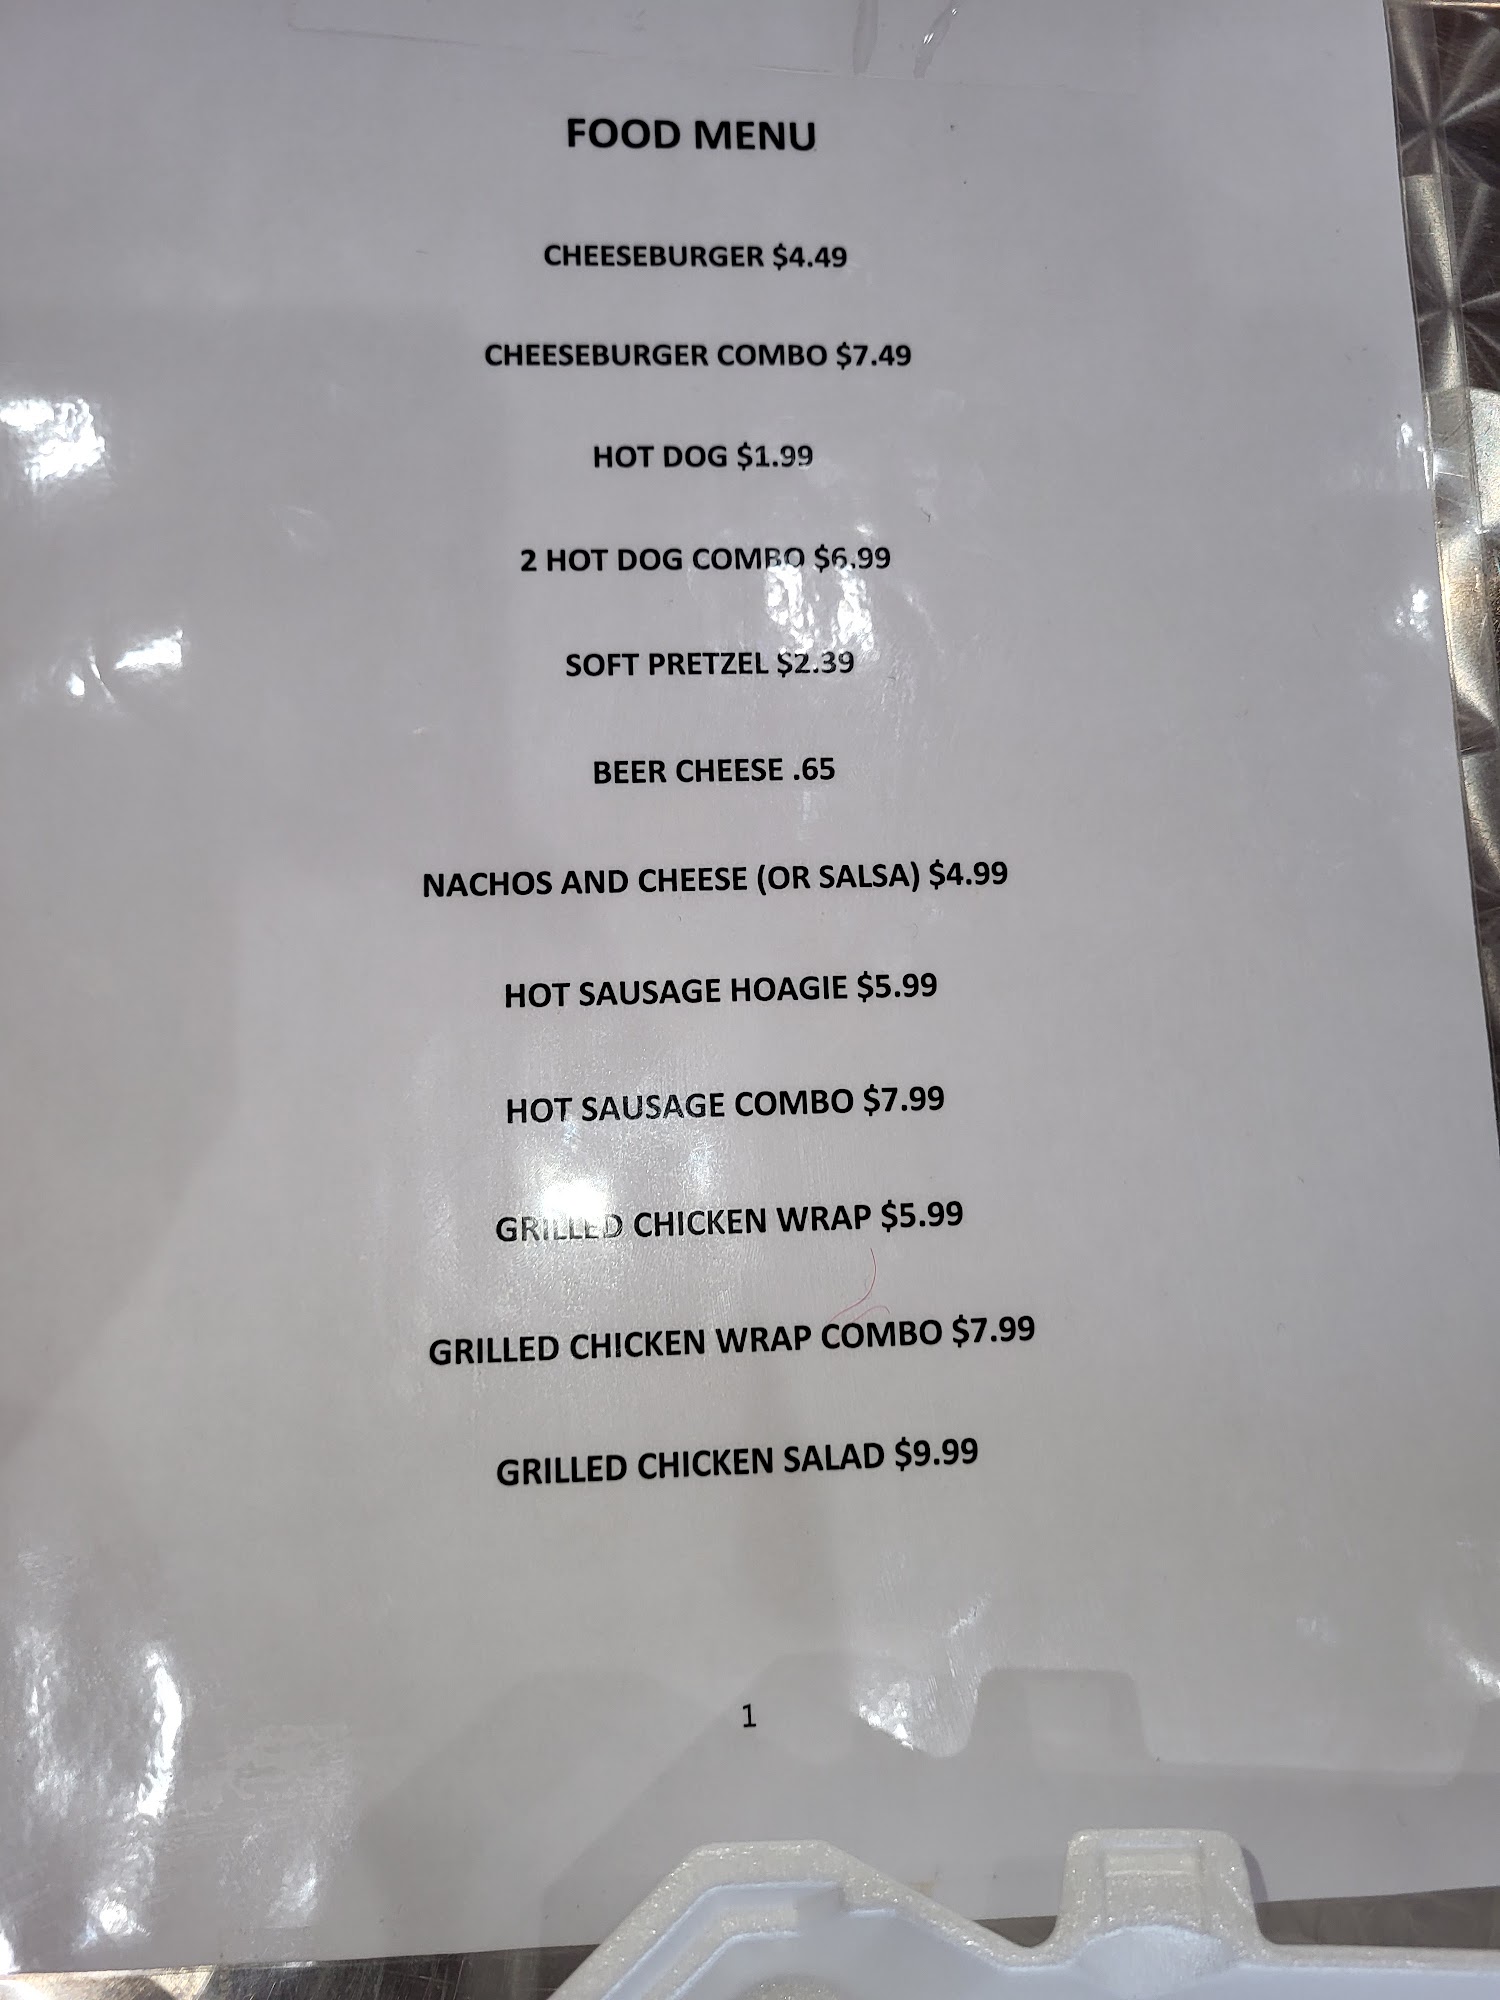 FOOD MENU
CHEESEBURGER $4.49
CHEESEBURGER COMBO $7.49
HOT DOG $1.99
2 HOT DOG COMBO $6.99
SOFT PRETZEL $2.39
BEER CHEESE .65
NACHOS AND CHEESE (OR SALSA) $4.99
HOT SAUSAGE HOAGIE $5.99
HOT SAUSAGE COMBO $7.99
GRILLED CHICKEN WRAP $5.99
GRILLED CHICKEN WRAP COMBO $7.99
GRILLED CHICKEN SALAD $9.99
1